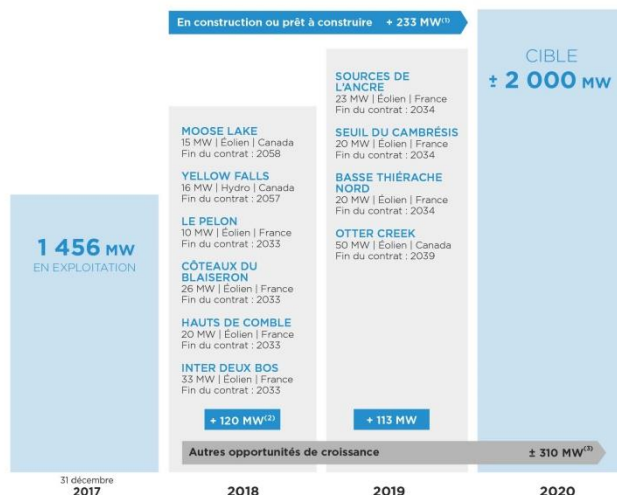 En construction ou prêt à construire + 233 MW(1)
1 456 MW
EN EXPLOITATION
31 décembre
2017
MOOSE LAKE
15 MW | Éolien | Canada
Fin du contrat : 2058
YELLOW FALLS
16 MW | Hydro | Canada
Fin du contrat : 2057
LE PELON
10 MW | Éolien | France
Fin du contrat : 2033
CÔTEAUX DU
BLAISERON
26 MW | Éolien | France
Fin du contrat : 2033
HAUTS DE COMBLE
20 MW | Éolien | France
Fin du contrat : 2033
INTER DEUX BOS
33 MW | Éolien | France
Fin du contrat : 2033
+ 120 MW(2)
2018
SOURCES DE
L'ANCRE
23 MW | Éolien | France
Fin du contrat : 2034
SEUIL DU CAMBRÉSIS
20 MW | Éolien | France
Fin du contrat : 2034
BASSE THIÉRACHE
NORD
20 MW | Éolien | France
Fin du contrat : 2034
OTTER CREEK
50 MW | Éolien | Canada
Fin du contrat : 2039
+ 113 MW
2019
CIBLE
± 2 000 MW
2020
Autres opportunités de croissance ± 310 MW(3)